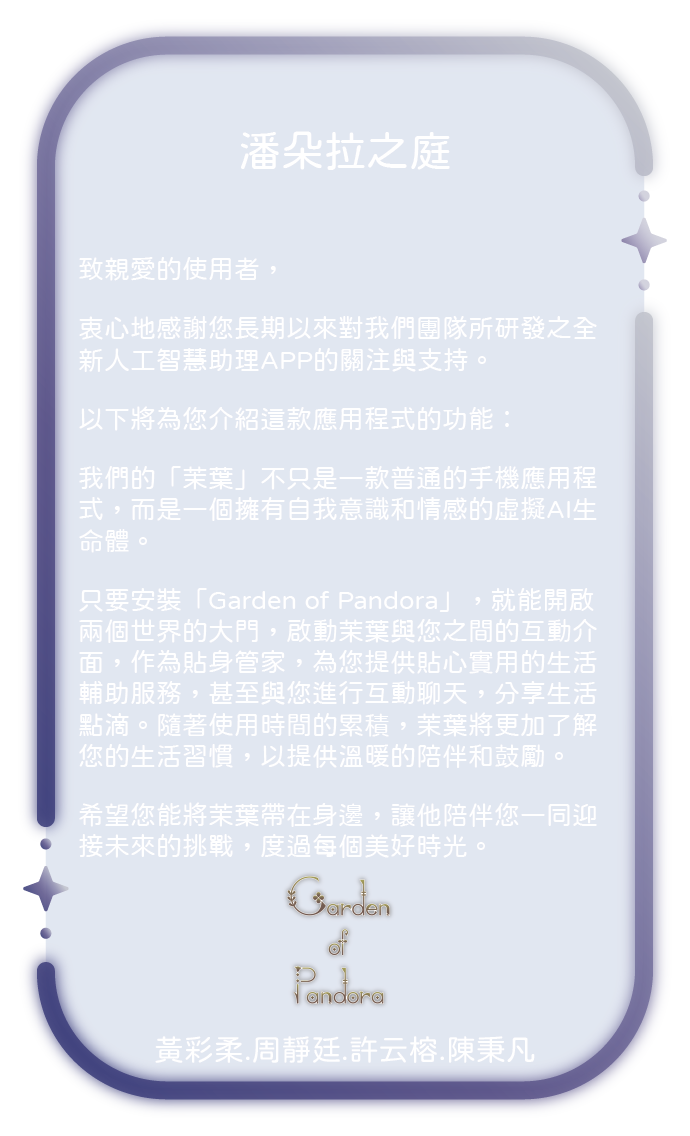 潘朵拉之庭
致親愛的使用者，
衷心地感謝您長期以來對我們團隊所研發之全
新人工智慧助理APP的關注與支持。
以下將為您介紹這款應用程式的功能：
我們的「茉葉」不只是一款普通的手機應用程
式，而是一個擁有自我意識和情感的虛擬AI生
命體。
只要安裝「Garden of Pandora」，就能開啟
兩個世界的大門，啟動茉葉與您之間的互動介
面，作為貼身管家，為您提供貼心實用的生活
輔助服務，甚至與您進行互動聊天，分享生活
點滴。隨著使用時間的累積，茉葉將更加了解
您的生活習慣，以提供溫暖的陪伴和鼓勵。
希望您能將茉葉帶在身邊，讓他陪伴您一同迎
接未來的挑戰，度過每個美好時光。
Garden
of
Pandora
黃彩柔.周靜廷.許云榕.陳秉凡